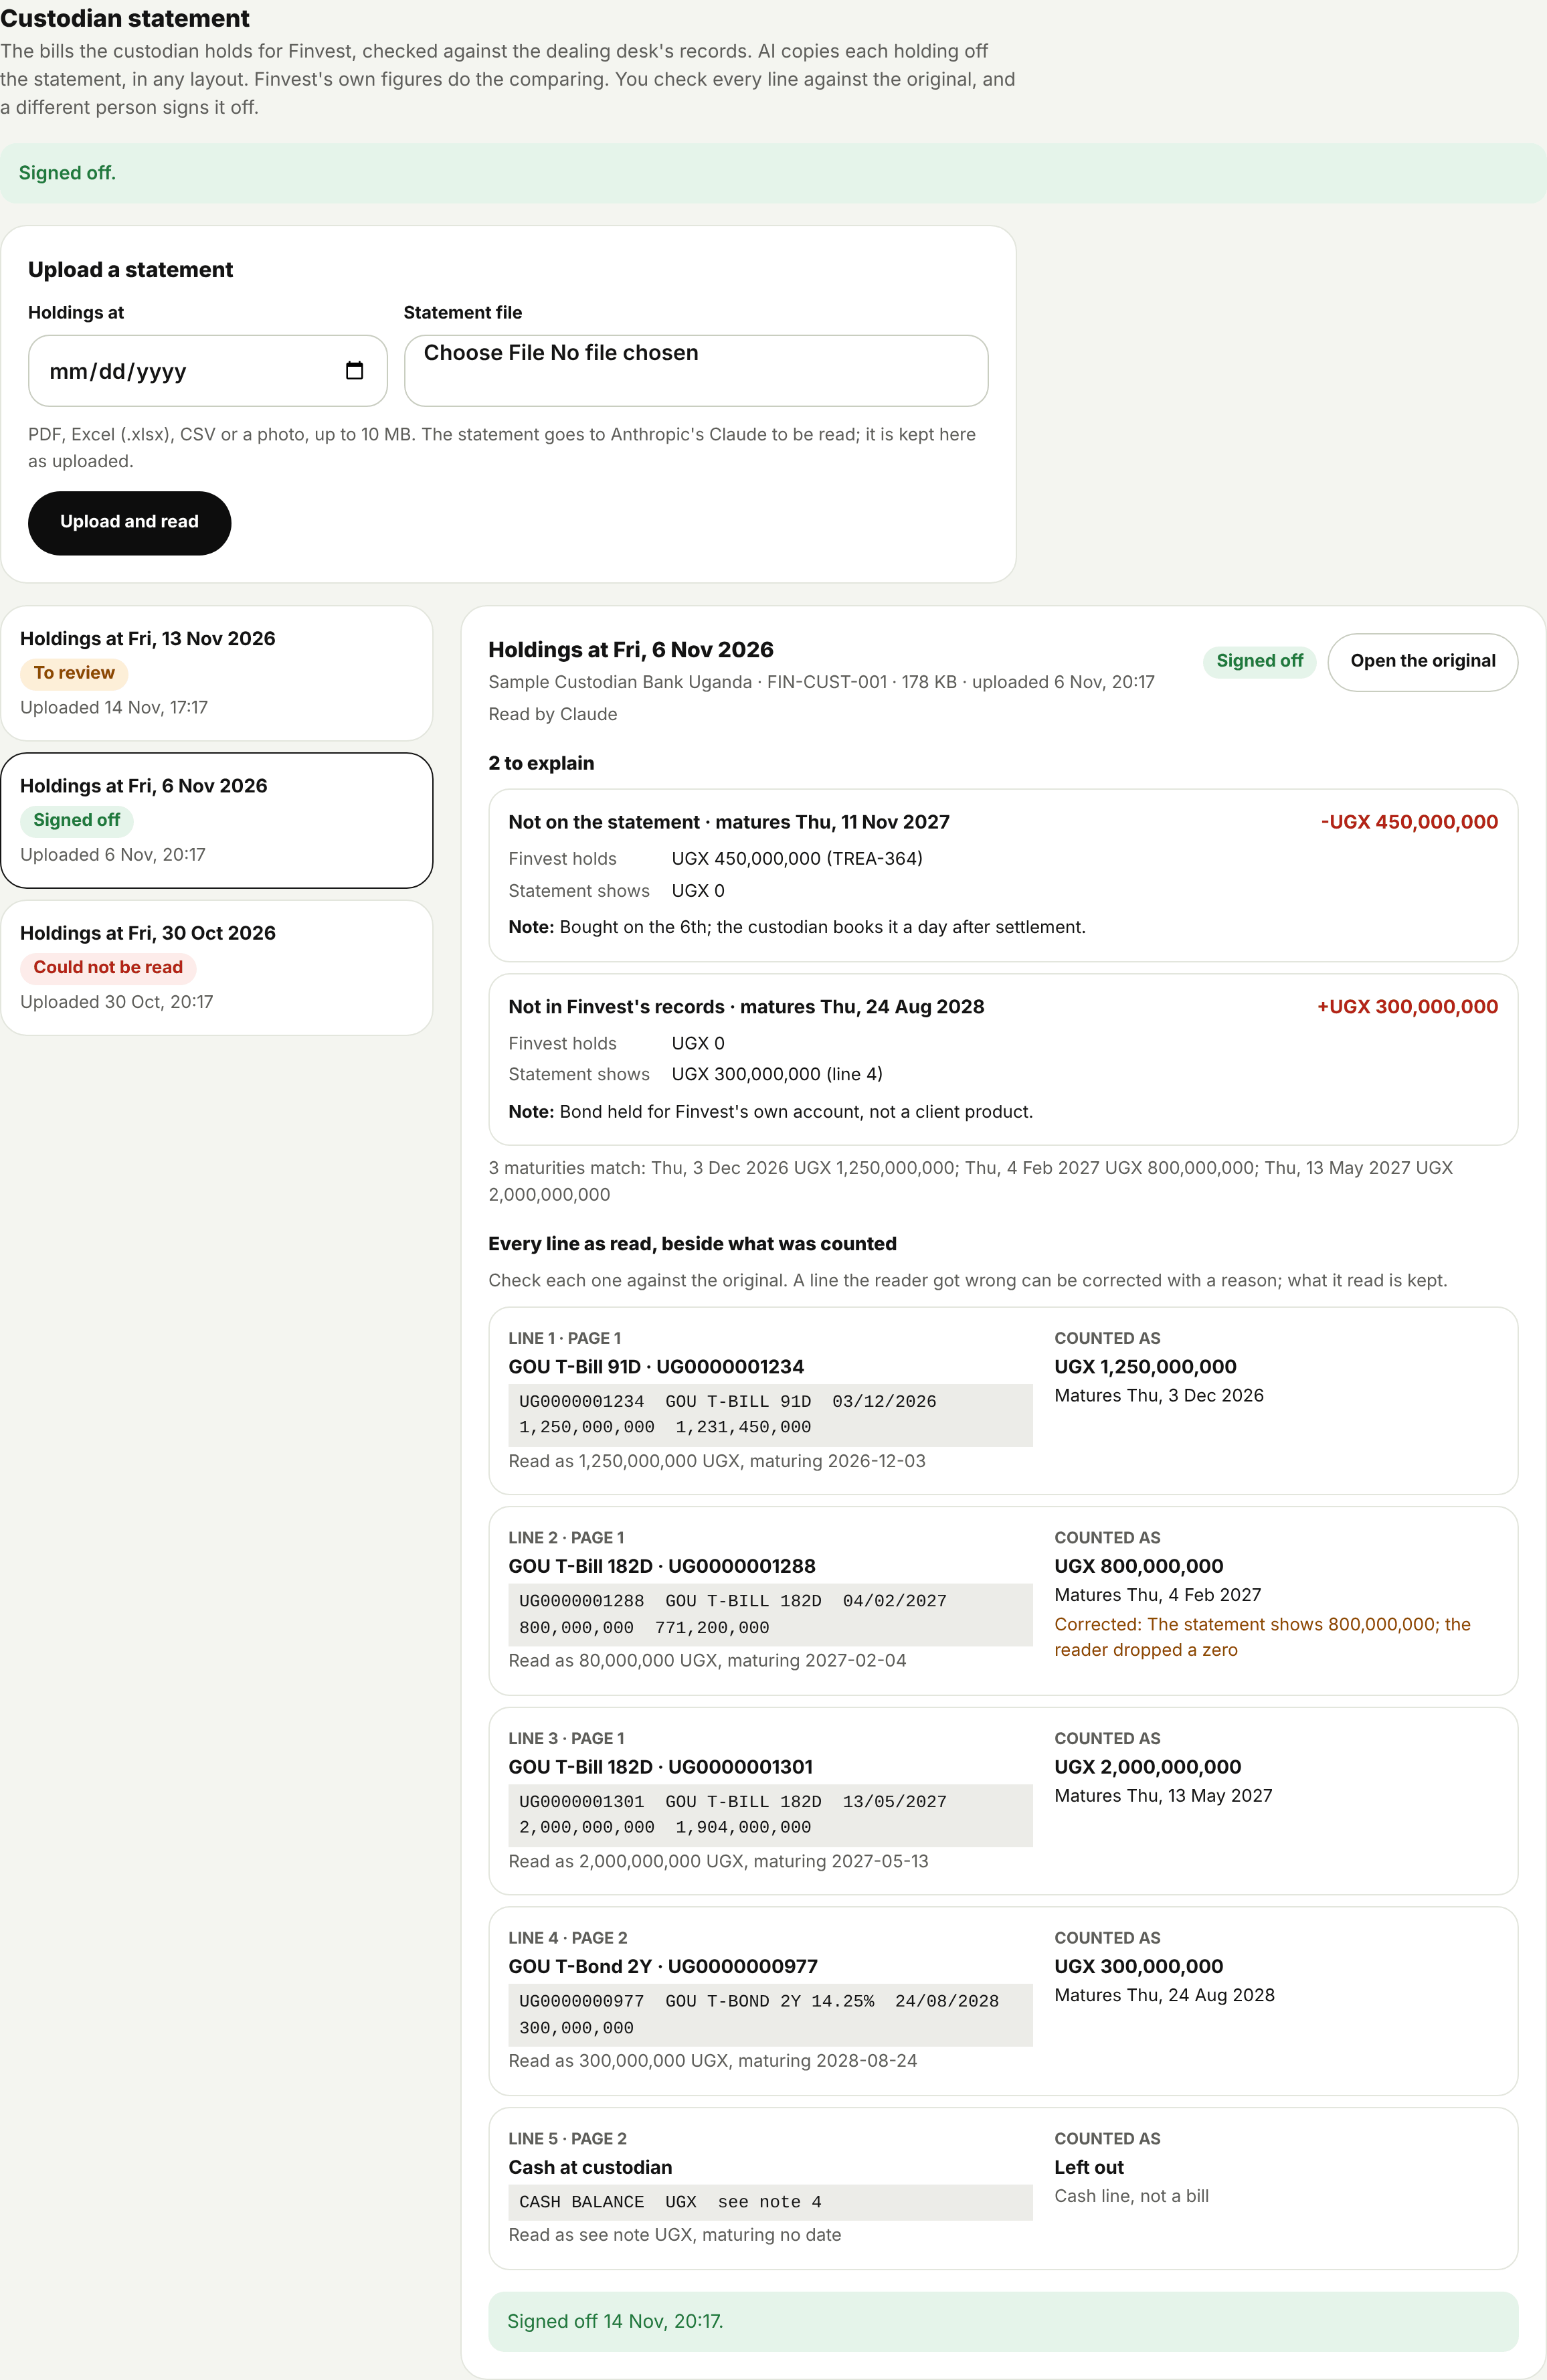 Custodian statement
The bills the custodian holds for Finvest, checked against the dealing desk's records. AI copies each holding off
the statement, in any layout. Finvest's own figures do the comparing. You check every line against the original, and
a different person signs it off.
Signed off.
Upload a statement
Holdings at
Statement file
mm/dd/yyyy
Choose File No file chosen
PDF, Excel (.xlsx), CSV or a photo, up to 10 MB. The statement goes to Anthropic's Claude to be read; it is kept here
as uploaded.
Upload and read
Holdings at Fri, 13 Nov 2026
To review
Uploaded 14 Nov, 17:17
Holdings at Fri, 6 Nov 2026
Signed off
Uploaded 6 Nov, 20:17
Holdings at Fri, 30 Oct 2026
Could not be read
Uploaded 30 Oct, 20:17
Holdings at Fri, 6 Nov 2026
Signed off
Open the original
Sample Custodian Bank Uganda · FIN-CUST-001 · 178 KB · uploaded 6 Nov, 20:17
Read by Claude
2 to explain
Not on the statement · matures Thu, 11 Nov 2027
-UGX 450,000,000
Finvest holds UGX 450,000,000 (TREA-364)
Statement shows UGX 0
Note: Bought on the 6th; the custodian books it a day after settlement.
Not in Finvest's records · matures Thu, 24 Aug 2028
+UGX 300,000,000
Finvest holds UGX 0
Statement shows UGX 300,000,000 (line 4)
Note: Bond held for Finvest's own account, not a client product.
3 maturities match: Thu, 3 Dec 2026 UGX 1,250,000,000; Thu, 4 Feb 2027 UGX 800,000,000; Thu, 13 May 2027 UGX
2,000,000,000
Every line as read, beside what was counted
Check each one against the original. A line the reader got wrong can be corrected with a reason; what it read is kept.
LINE 1 · PAGE 1
GOU T-Bill 91D · UG0000001234
UG0000001234 GOU T-BILL 91D 03/12/2026
1,250,000,000 1,231,450,000
Read as 1,250,000,000 UGX, maturing 2026-12-03
COUNTED AS
UGX 1,250,000,000
Matures Thu, 3 Dec 2026
LINE 2 · PAGE 1
GOU T-Bill 182D · UG0000001288
UG0000001288 GOU T-BILL 182D 04/02/2027
800,000,000 771,200,000
Read as 80,000,000 UGX, maturing 2027-02-04
COUNTED AS
UGX 800,000,000
Matures Thu, 4 Feb 2027
Corrected: The statement shows 800,000,000; the
reader dropped a zero
LINE 3 · PAGE 1
GOU T-Bill 182D · UG0000001301
UG0000001301 GOU T-BILL 182D 13/05/2027
2,000,000,000 1,904,000,000
Read as 2,000,000,000 UGX, maturing 2027-05-13
COUNTED AS
UGX 2,000,000,000
Matures Thu, 13 May 2027
LINE 4 · PAGE 2
GOU T-Bond 2Y · UG0000000977
UG0000000977 GOU T-BOND 2Y 14.25% 24/08/2028
300,000,000
Read as 300,000,000 UGX, maturing 2028-08-24
COUNTED AS
UGX 300,000,000
Matures Thu, 24 Aug 2028
LINE 5 · PAGE 2
Cash at custodian
CASH BALANCE UGX see note 4
Read as see note UGX, maturing no date
COUNTED AS
Left out
Cash line, not a bill
Signed off 14 Nov, 20:17.